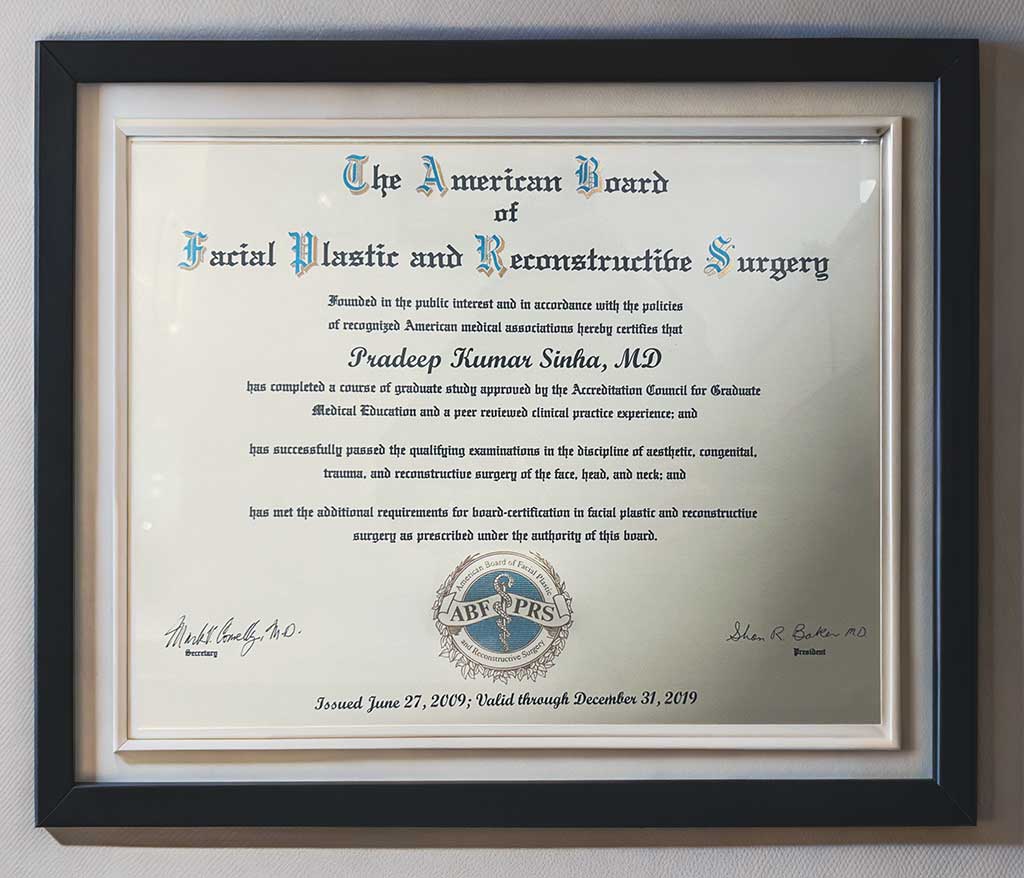 The American Board
of
Facial Plastic and Reconstructive Surgery
Founded in the public interest and in accordance with the policies
of recognized American medical associations hereby certifies that
Pradeep Kumar Sinha, MD
has completed a course of graduate study approved by the Accreditation Council for Graduate
Medical Education and a peer reviewed clinical practice experience; and
has successfully passed the qualifying examinations in the discipline of aesthetic, congenital,
trauma, and reconstructive surgery of the face, head, and neck; and
has met the additional requirements for board-certification in facial plastic and reconstructive
surgery as prescribed under the authority of this board.
American Board of Facial Plastic
ABF PRS
and Reconstructive Surgery
M.D.
Secretary
Shan R. Baker MD
President
Issued June 27, 2009; Valid through December 31, 2019